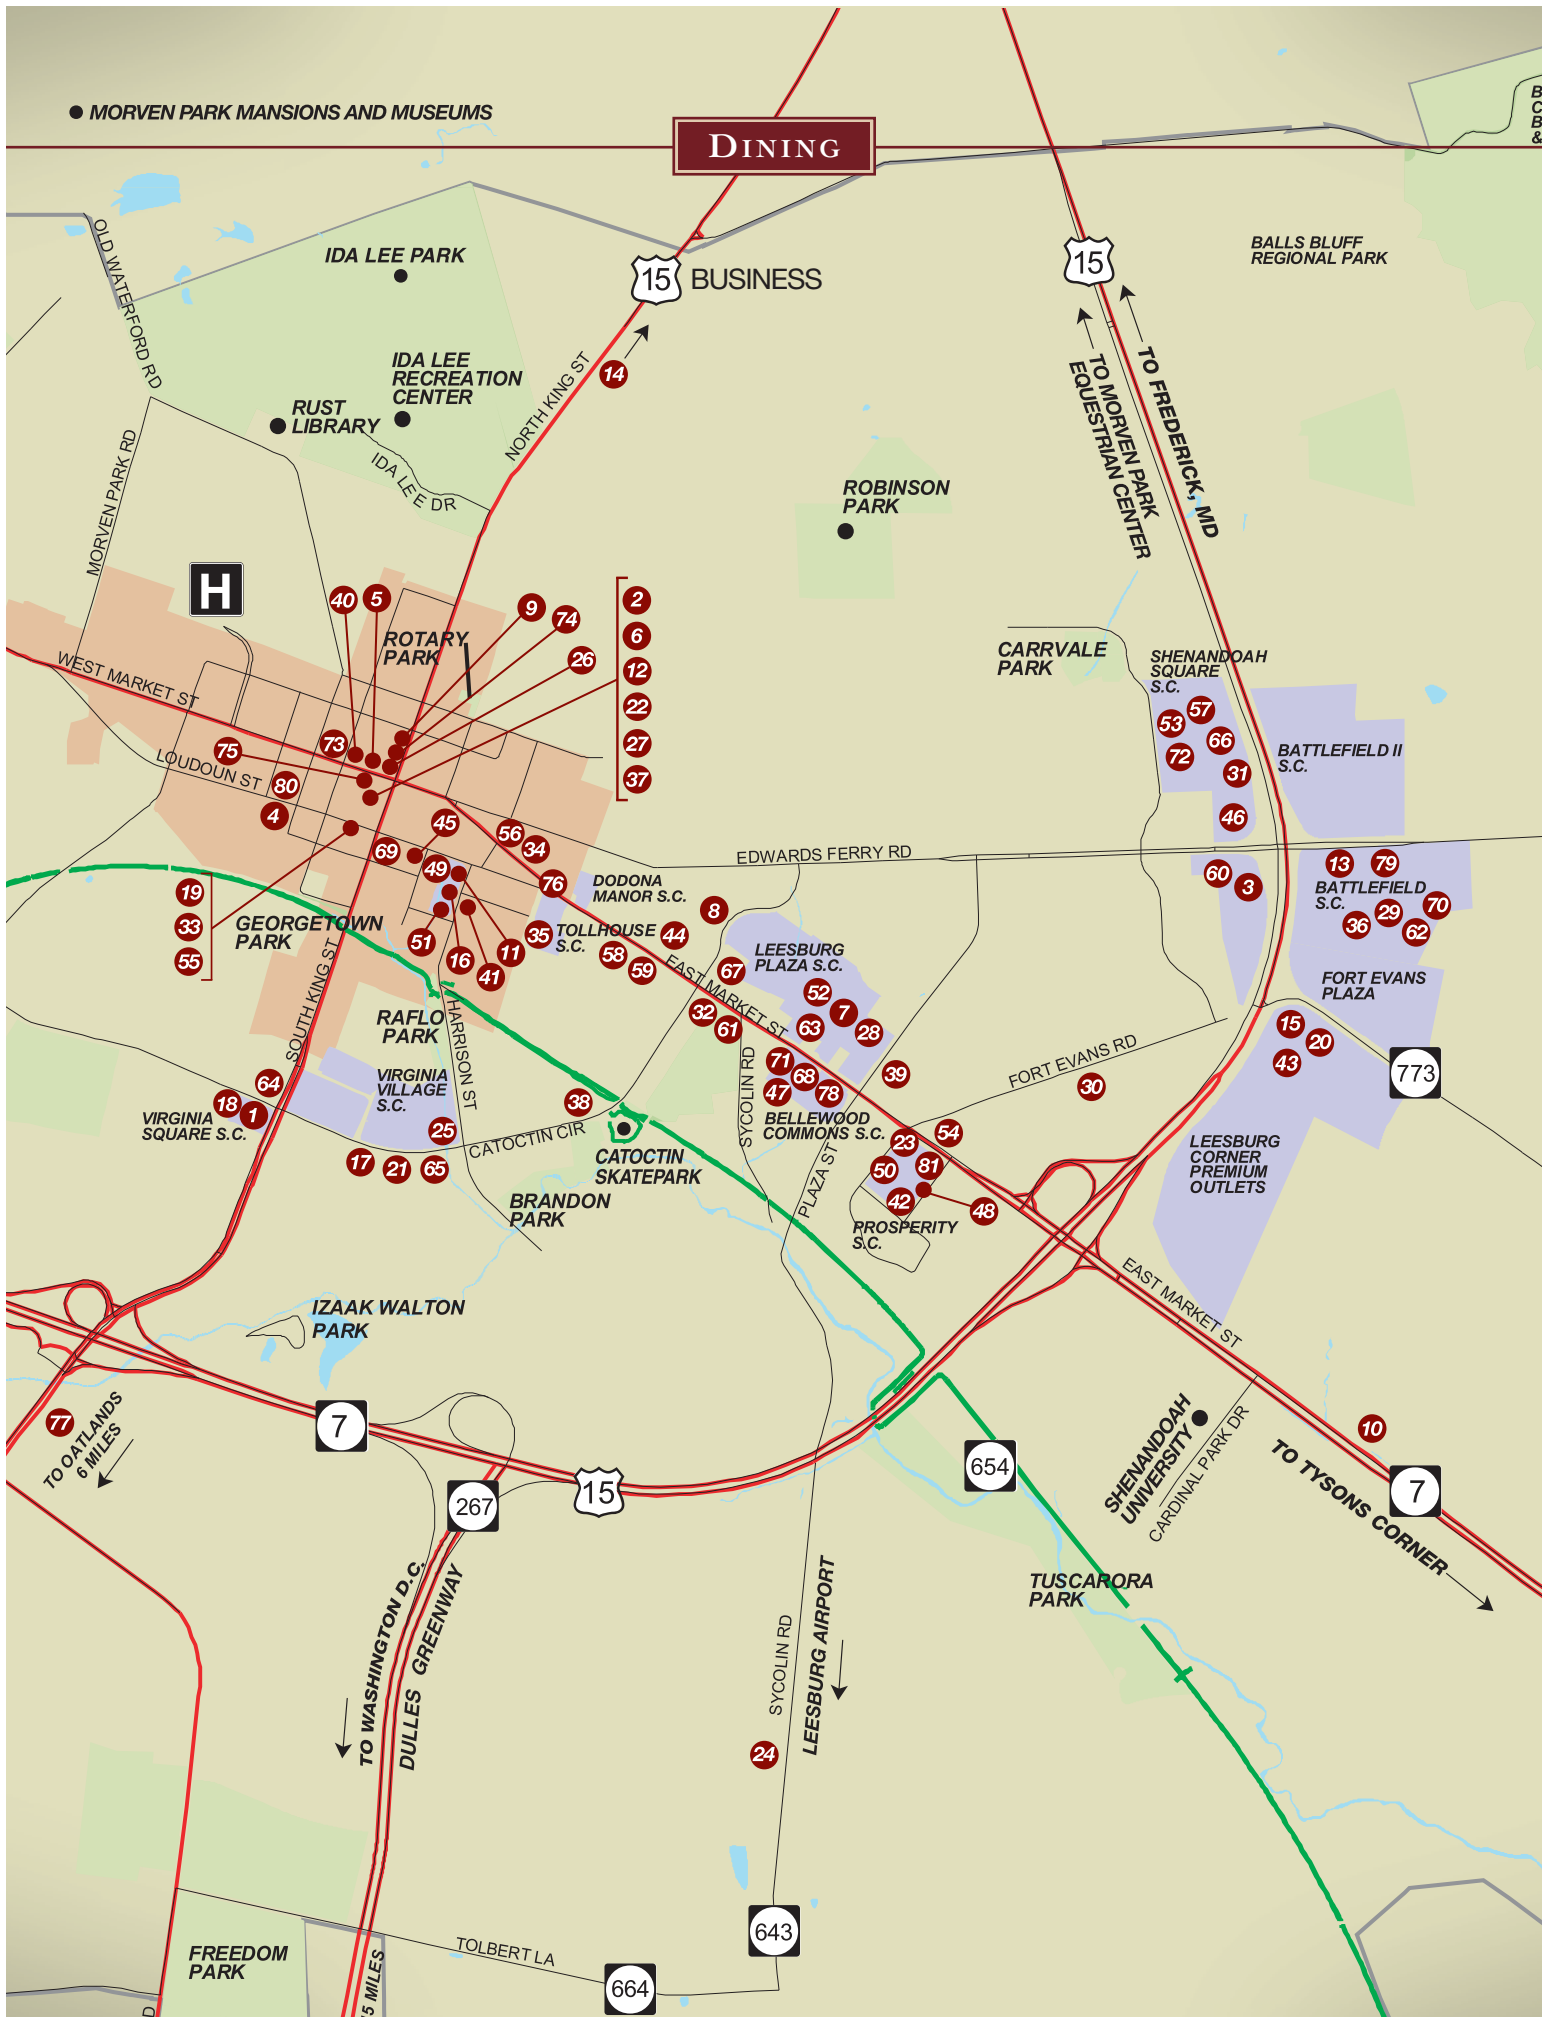 B
C
B
&
MORVEN PARK MANSIONS AND MUSEUMS
DINING
OLD WATERFORD RD
IDA LEE PARK
15
BUSINESS
15
BALLS BLUFF
REGIONAL PARK
IDA LEE
RECREATION
CENTER
RUST
LIBRARY
14
NORTH KING ST
TO FREDERICK, MD
TO MORVEN PARK
EQUESTRIAN CENTER
IDA LEE DR
MORVEN PARK RD
ROBINSON
PARK
H
40
5
9
74
26
2
6
12
22
27
37
ROTARY
PARK
CARRVALE
PARK
SHENANDOAH
SQUARE
S.C.
53
57
66
72
31
46
BATTLEFIELD II
S.C.
WEST MARKET ST
75
73
LOUDOUN ST
80
4
45
69
49
56
34
76
EDWARDS FERRY RD
DODONA
MANOR S.C.
60
3
13
79
BATTLEFIELD
S.C.
70
29
36
62
19
33
55
GEORGETOWN
PARK
51
16
41
11
35
TOLLHOUSE
S.C.
58
59
44
8
67
LEESBURG
PLAZA S.C.
52
7
63
28
FORT EVANS
PLAZA
EAST MARKET ST
32
61
SOUTH KING ST
RAFLO
PARK
HARRISON ST
SYCOLIN RD
71
68
47
78
39
BELLEWOOD
COMMONS S.C.
FORT EVANS RD
30
15
20
43
773
64
18
1
VIRGINIA
SQUARE S.C.
VIRGINIA
VILLAGE
S.C.
25
38
CATOCTIN CIR
17
21
65
CATOCTIN
SKATEPARK
BRANDON
PARK
PLAZA ST
23
54
50
81
42
48
PROSPERITY
S.C.
LEESBURG
CORNER
PREMIUM
OUTLETS
IZAAK WALTON
PARK
EAST MARKET ST
77
TO OATLANDS
6 MILES
7
267
15
654
SHENANDOAH
UNIVERSITY
CARDINAL PARK DR
10
7
TO TYSONS CORNER
TO WASHINGTON D.C.
DULLES GREENWAY
SYCOLIN RD
LEESBURG AIRPORT
TUSCARORA
PARK
24
643
FREEDOM
PARK
TOLBERT LA
664
5 MILES
D